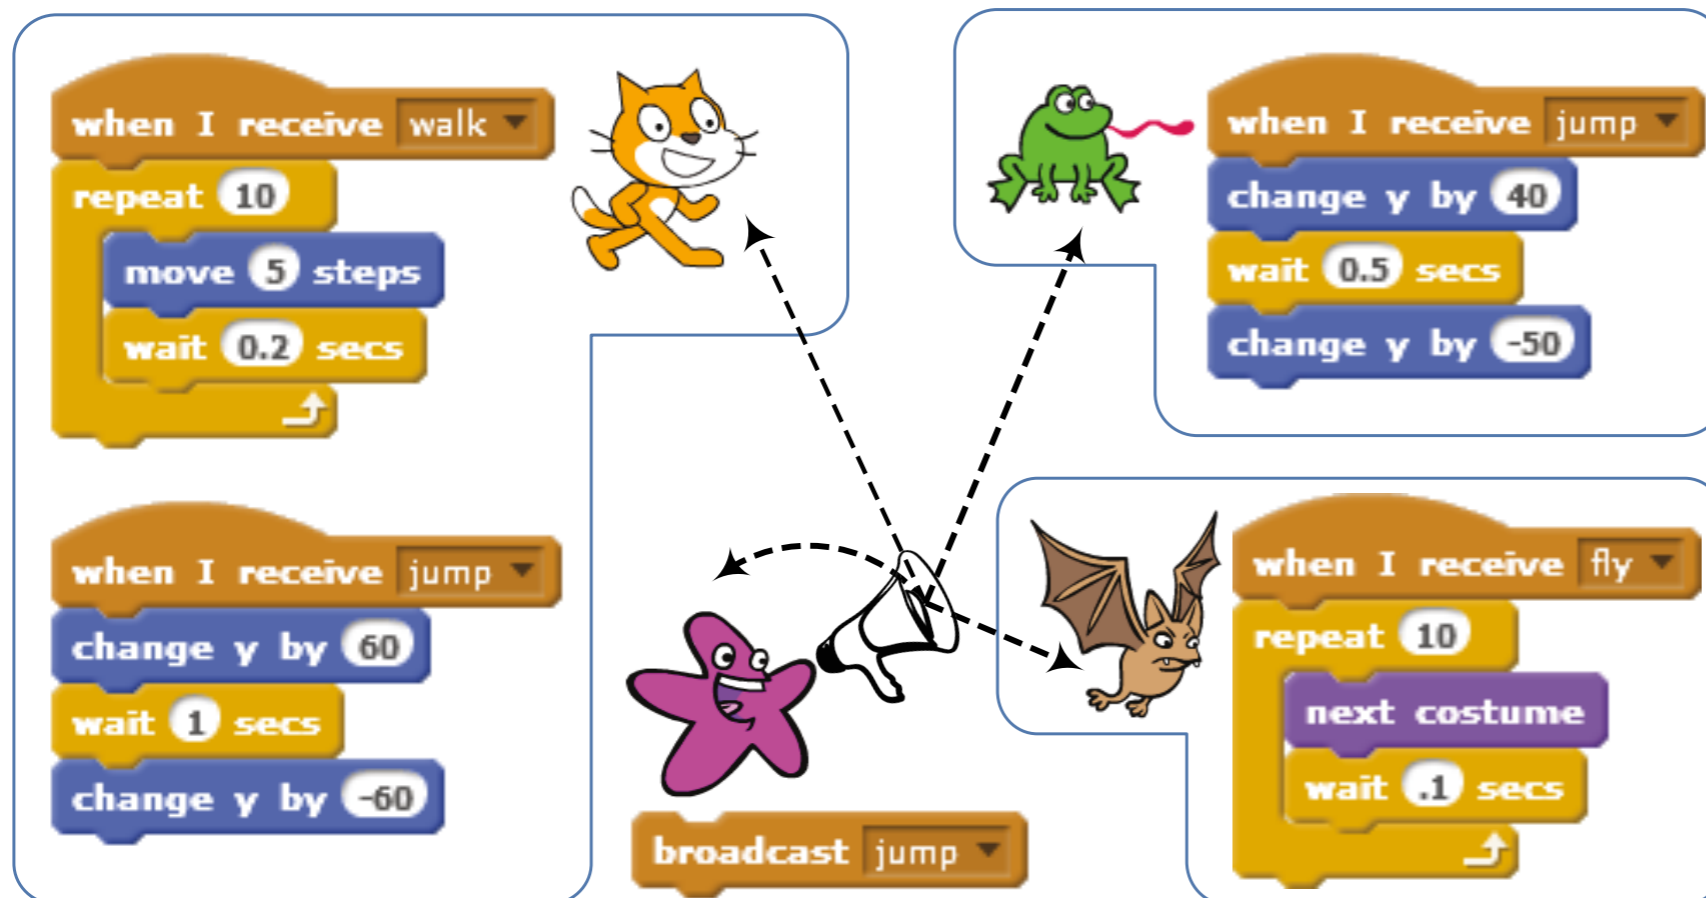 when I receive walk
repeat 10
move 5 steps
wait 0.2 secs
when I receive jump
change y by 60
wait 1 secs
change y by -60
when I receive jump
change y by 40
wait 0.5 secs
change y by -50
broadcast jump
when I receive fly
repeat 10
next costume
wait .1 secs